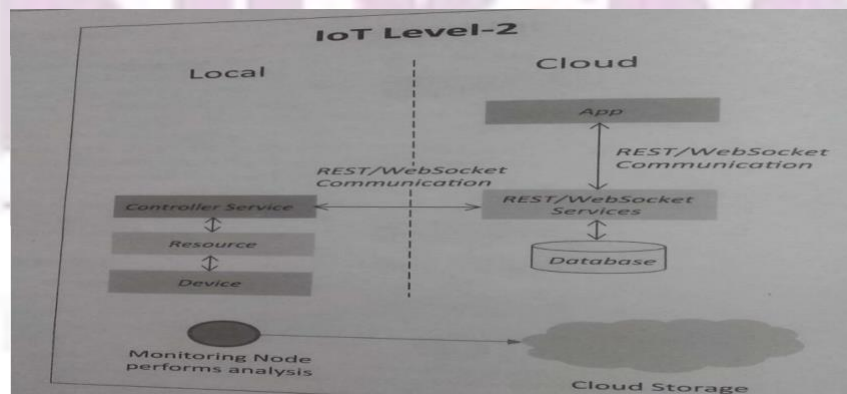 IoT Level-2
Local
Cloud
App
REST/WebSocket
Communication
REST/WebSocket
Communication
Controller Service
REST/WebSocket
Services
Resource
Database
Device
Monitoring Node
performs analysis
Cloud Storage